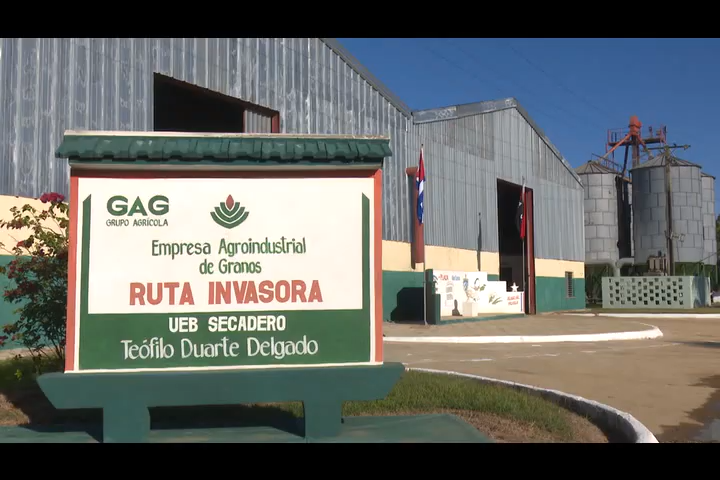 GAG
GRUPO AGRÍCOLA
Empresa Agroindustrial
de Granos
RUTA INVASORA
UEB SECADERO
Teófilo Duarte Delgado